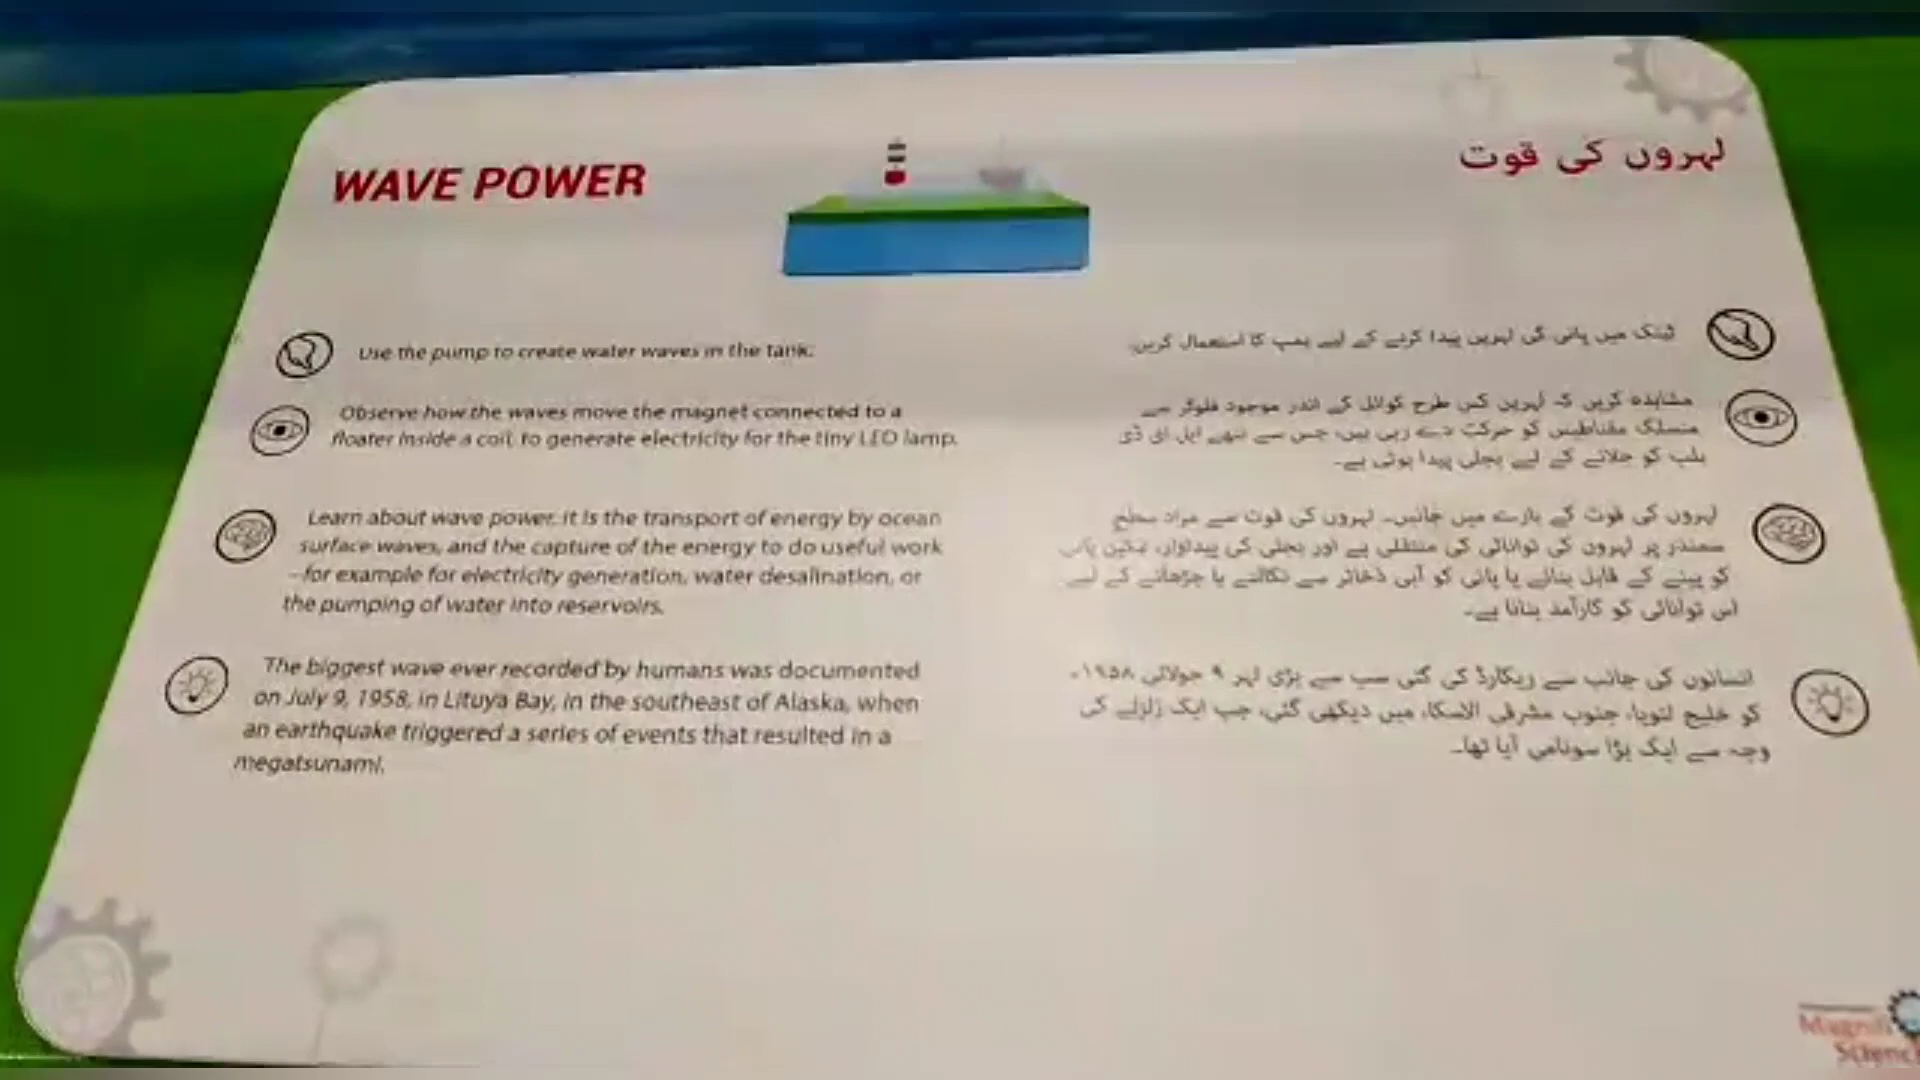 WAVE POWER
Use the pump to create water waves in the tank.
Observe how the waves move the magnet connected to a
floater inside a coil, to generate electricity for the tiny LED lamp.
Learn about wave power. It is the transport of energy by ocean
surface waves, and the capture of the energy to do useful work
–for example for electricity generation, water desalination, or
the pumping of water into reservoirs.
The biggest wave ever recorded by humans was documented
on July 9, 1958, in Lituya Bay, in the southeast of Alaska, when
an earthquake triggered a series of events that resulted in a
megatsunami.
لہروں کی قوت
ٹینک میں پانی کی لہریں پیدا کرنے کے لیے پمپ کا استعمال کریں۔
مشاہدہ کریں کہ لہریں کس طرح کوائل کے اندر موجود فلوٹر سے
منسلک مقناطیس کو حرکت دے رہی ہیں، جس سے ننھے ایل ای ڈی
بلب کو جلانے کے لیے بجلی پیدا ہوتی ہے۔
لہروں کی قوت کے بارے میں جانیں۔ لہروں کی قوت سے مراد سطح
سمندر پر لہروں کی توانائی کی منتقلی ہے اور بجلی کی پیداوار، نمکین پانی
کو پینے کے قابل بنانے یا پانی کو آبی ذخائر سے نکالنے یا چڑھانے کے لیے
اس توانائی کو کارآمد بنانا ہے۔
انسانوں کی جانب سے ریکارڈ کی گئی سب سے بڑی لہر ۹ جولائی ۱۹۵۸ء
کو خلیج لتویا، جنوب مشرقی الاسکا، میں دیکھی گئی، جب ایک زلزلے کی
وجہ سے ایک بڑا سونامی آیا تھا۔